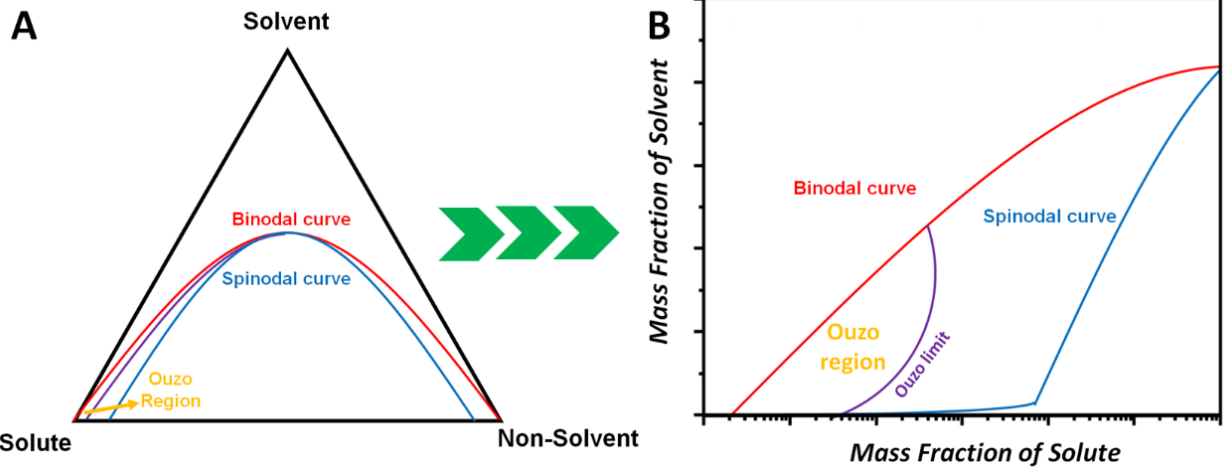 A
Solvent
Binodal curve
Spinodal curve
Ouzo
Region
Solute
Non-Solvent
B
Mass Fraction of Solvent
Binodal curve
Spinodal curve
Ouzo
region
Ouzo limit
Mass Fraction of Solute